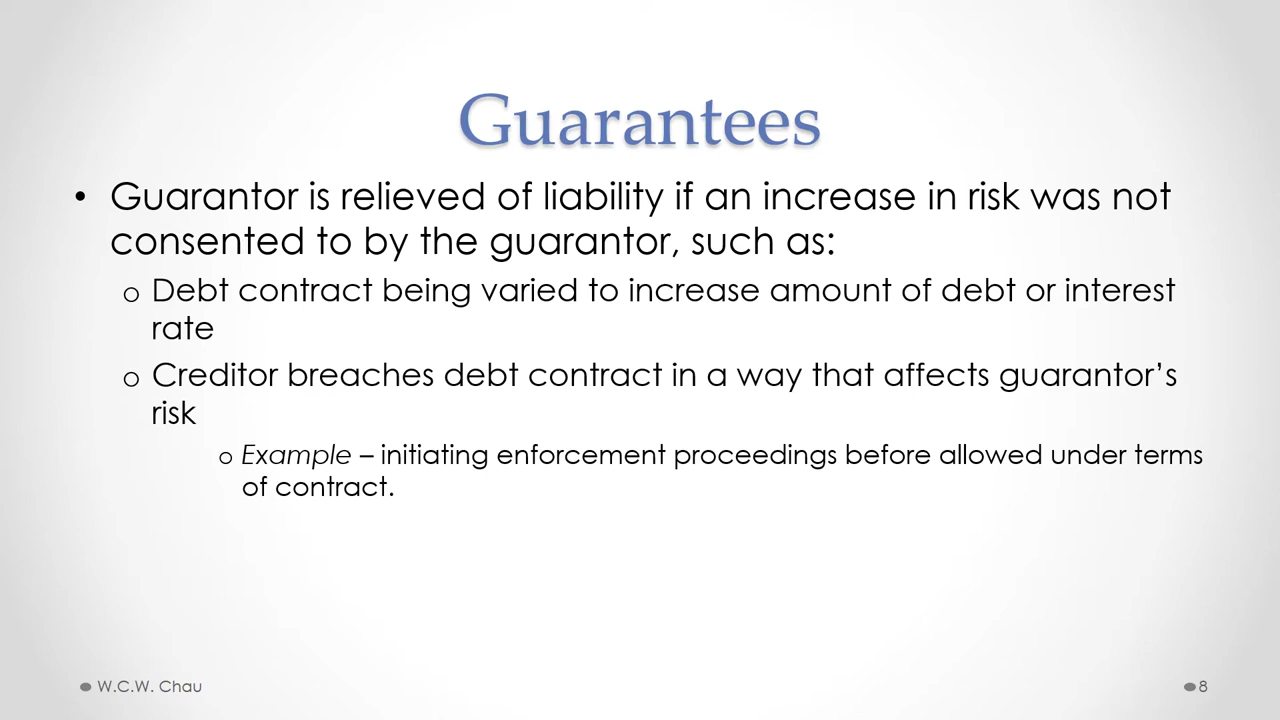 Guarantees
• Guarantor is relieved of liability if an increase in risk was not
consented to by the guarantor, such as:
o Debt contract being varied to increase amount of debt or interest
rate
o Creditor breaches debt contract in a way that affects guarantor’s
risk
o Example – initiating enforcement proceedings before allowed under terms
of contract.
W.C.W. Chau
8